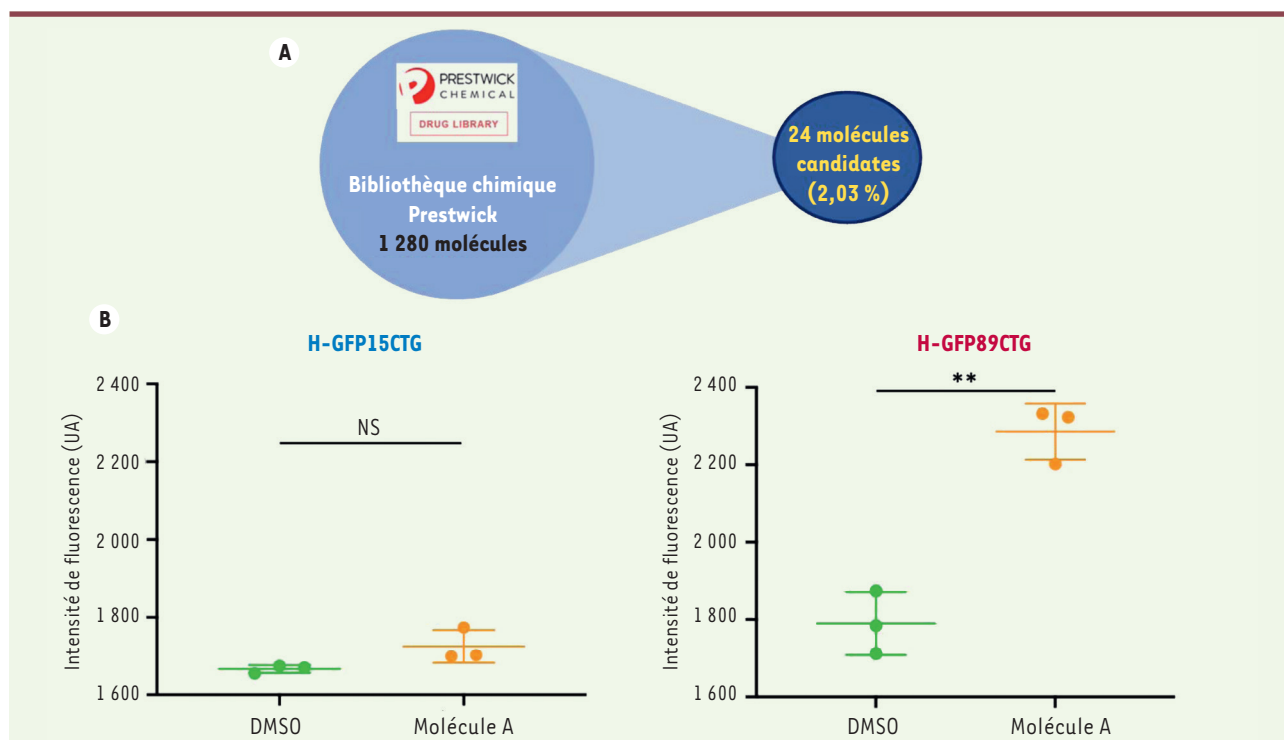 A
PRESTWICK
CHEMICAL
DRUG LIBRARY
Bibliothèque chimique
Prestwick
1 280 molécules
24 molécules
candidates
(2,03 %)
B
H-GFP15CTG
Intensité de fluorescence (UA)
2 400
2 200
2 000
1 800
1 600
NS
DMSO
Molécule A
H-GFP89CTG
Intensité de fluorescence (UA)
2 400
2 200
2 000
1 800
1 600
**
DMSO
Molécule A